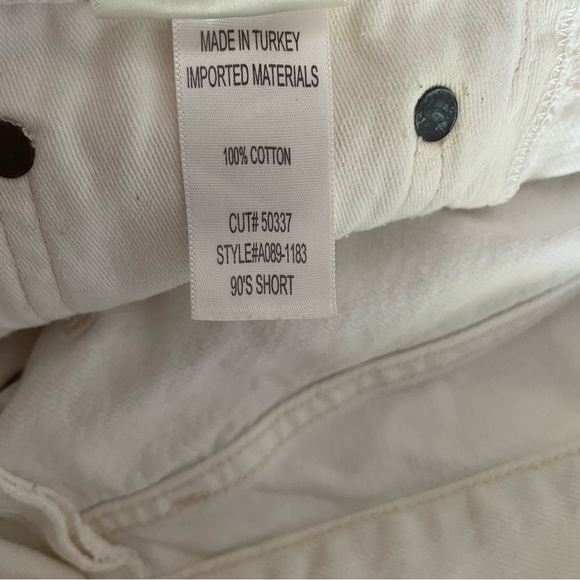 MADE IN TURKEY
IMPORTED MATERIALS
100% COTTON
CUT# 50337
STYLE#A089-1183
90'S SHORT